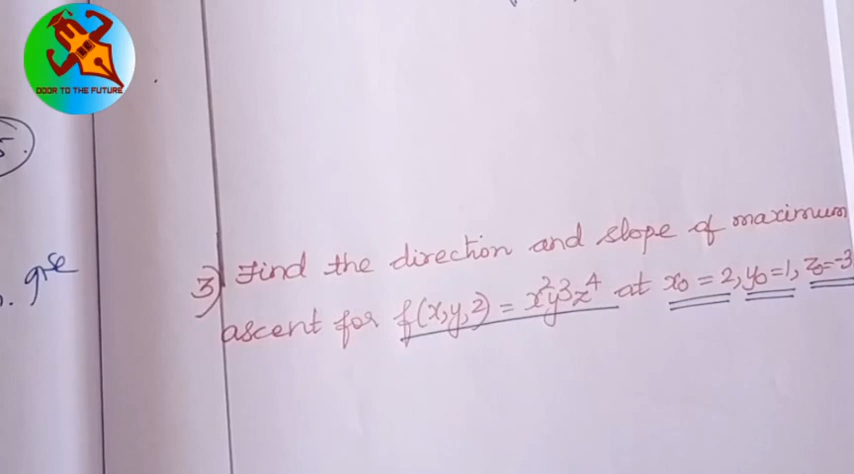 DOOR TO THE FUTURE
5.
3) Find the direction and slope of maximum
ascent for f(x,y,z) = x²y³z⁴ at x₀ = 2, y₀ = 1, z₀ = -3